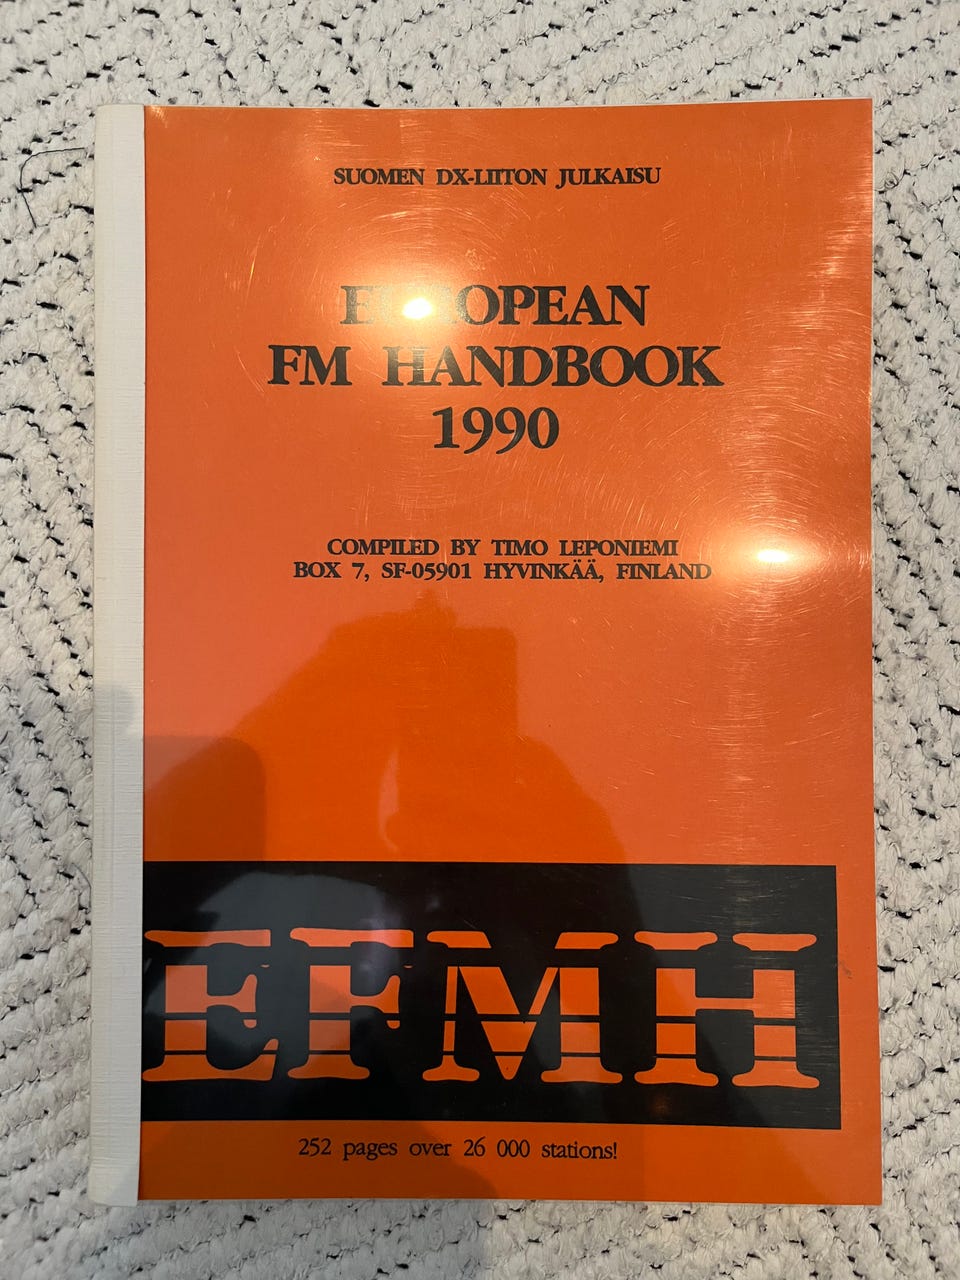 SUOMEN DX-LIITON JULKAISU
EUROPEAN
FM HANDBOOK
1990
COMPILED BY TIMO LEPONIEMI
BOX 7, SF-05901 HYVINKÄÄ, FINLAND
EFMH
252 pages over 26 000 stations!